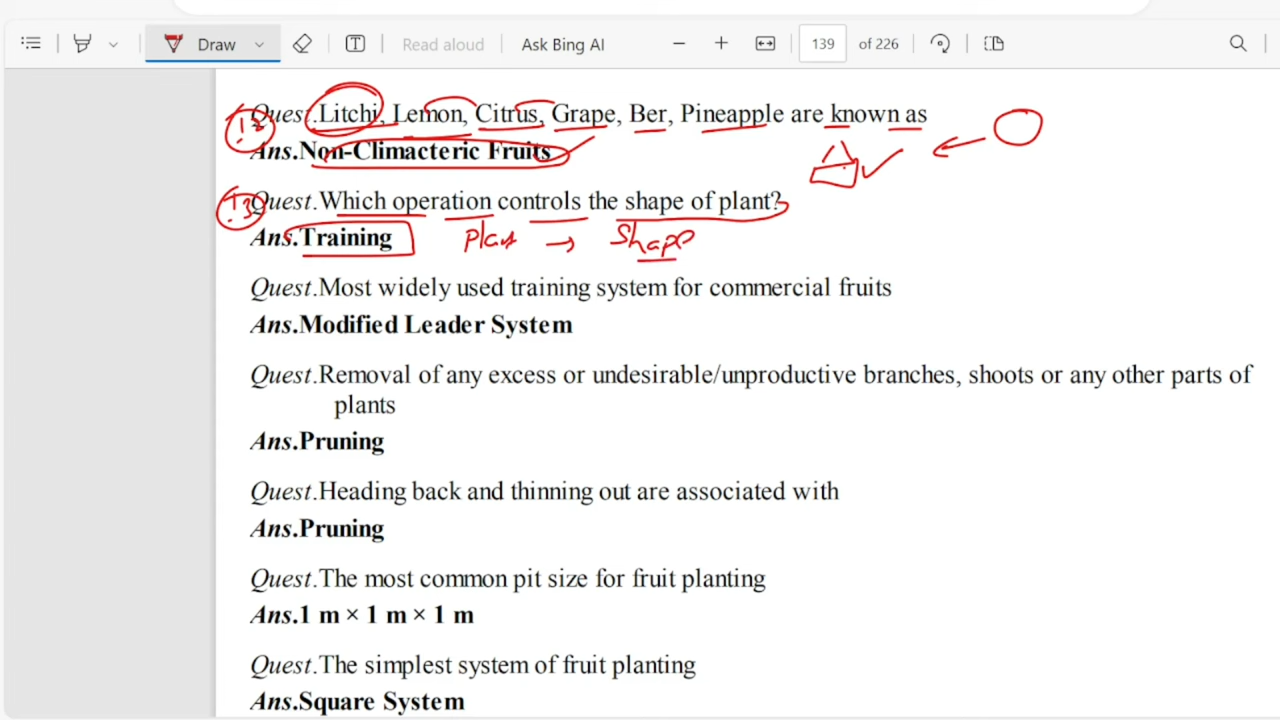 Draw
Read aloud
Ask Bing AI
139 of 226
12 Quest.Litchi, Lemon, Citrus, Grape, Ber, Pineapple are known as
Ans.Non-Climacteric Fruits
13 Quest.Which operation controls the shape of plant?
Ans.Training Plant → Shape
Quest.Most widely used training system for commercial fruits
Ans.Modified Leader System
Quest.Removal of any excess or undesirable/unproductive branches, shoots or any other parts of
plants
Ans.Pruning
Quest.Heading back and thinning out are associated with
Ans.Pruning
Quest.The most common pit size for fruit planting
Ans.1 m × 1 m × 1 m
Quest.The simplest system of fruit planting
Ans.Square System